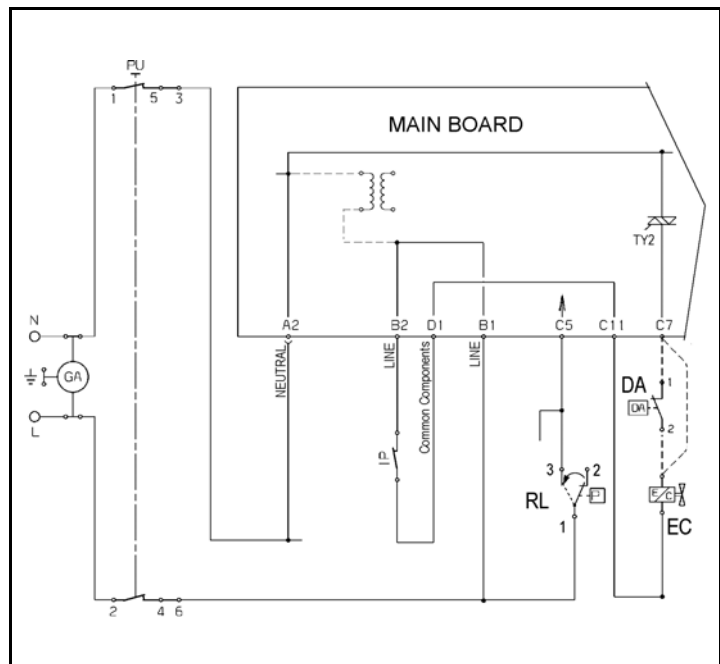 PU
1 5 3
MAIN BOARD
TY2
N
A2 B2 D1 B1 C5 C11 C7
GA
NEUTRAL
LINE
Common Components
LINE
L
DA
1
DA
2
IP
3 2
RL
P
1
E/C
EC
2 4 6